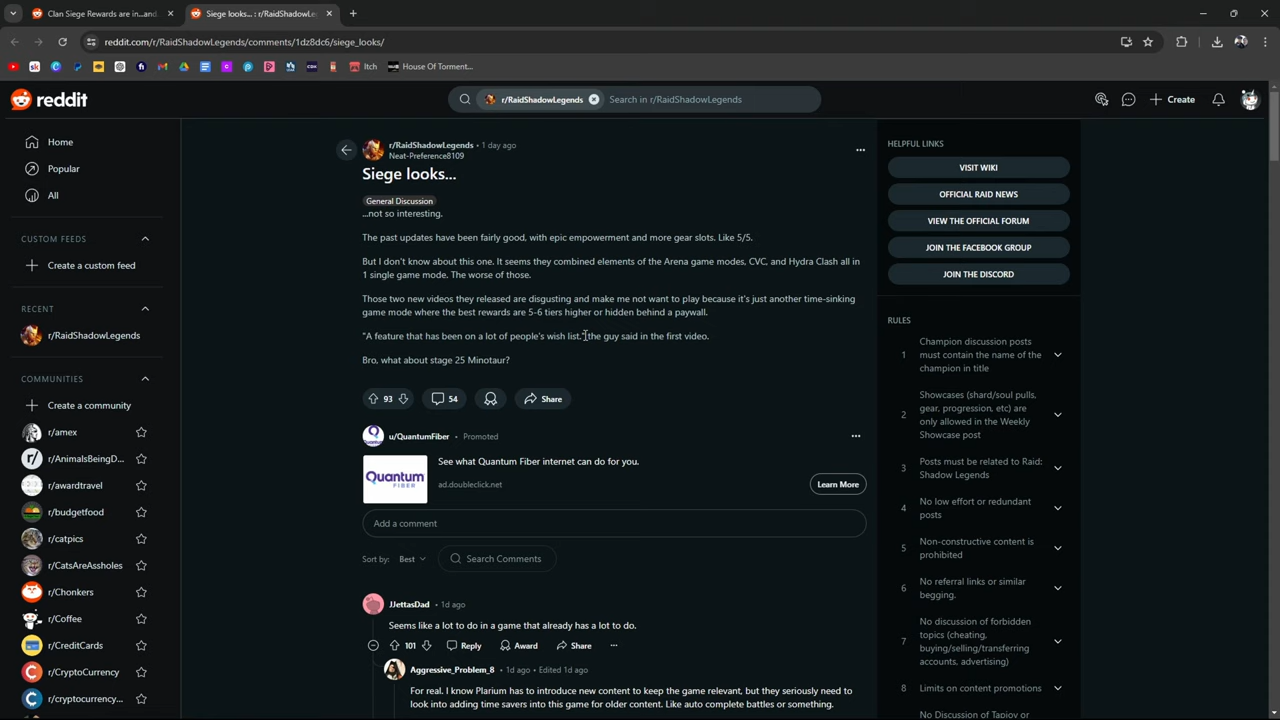 Clan Siege Rewards are in...and
Siege looks... : r/RaidShadowLe
reddit.com/r/RaidShadowLegends/comments/1dz8dc6/siege_looks/
Itch
House Of Torment...
reddit
r/RaidShadowLegends
Search in r/RaidShadowLegends
Create
Home
Popular
All
CUSTOM FEEDS
Create a custom feed
RECENT
r/RaidShadowLegends
COMMUNITIES
Create a community
r/amex
r/AnimalsBeingD...
r/awardtravel
r/budgetfood
r/catpics
r/CatsAreAssholes
r/Chonkers
r/Coffee
r/CreditCards
r/CryptoCurrency
r/cryptocurrency...
r/RaidShadowLegends • 1 day ago
Neat-Preference8109
Siege looks...
General Discussion
...not so interesting.
The past updates have been fairly good, with epic empowerment and more gear slots. Like 5/5.
But I don't know about this one. It seems they combined elements of the Arena game modes, CVC, and Hydra Clash all in
1 single game mode. The worse of those.
Those two new videos they released are disgusting and make me not want to play because it's just another time-sinking
game mode where the best rewards are 5-6 tiers higher or hidden behind a paywall.
"A feature that has been on a lot of people's wish list." the guy said in the first video.
Bro, what about stage 25 Minotaur?
93
54
Share
u/QuantumFiber • Promoted
See what Quantum Fiber internet can do for you.
Quantum
FIBER
ad.doubleclick.net
Learn More
Add a comment
Sort by: Best
Search Comments
JJettasDad • 1d ago
Seems like a lot to do in a game that already has a lot to do.
101
Reply
Award
Share
Aggressive_Problem_8 • 1d ago • Edited 1d ago
For real. I know Plarium has to introduce new content to keep the game relevant, but they seriously need to
look into adding time savers into this game for older content. Like auto complete battles or something.
HELPFUL LINKS
VISIT WIKI
OFFICIAL RAID NEWS
VIEW THE OFFICIAL FORUM
JOIN THE FACEBOOK GROUP
JOIN THE DISCORD
RULES
1
Champion discussion posts
must contain the name of the
champion in title
2
Showcases (shard/soul pulls,
gear, progression, etc) are
only allowed in the Weekly
Showcase post
3
Posts must be related to Raid:
Shadow Legends
4
No low effort or redundant
posts
5
Non-constructive content is
prohibited
6
No referral links or similar
begging.
7
No discussion of forbidden
topics (cheating,
buying/selling/transferring
accounts, advertising)
8
Limits on content promotions
No Discussion of Tapjoy or